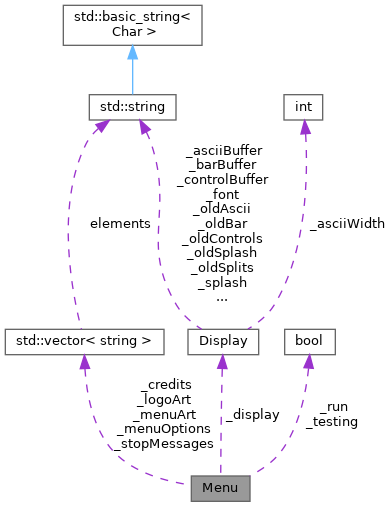 std::basic_string<
Char >
std::string
int
_asciiBuffer
_barBuffer
_controlBuffer
_font
_oldAscii
_oldBar
_oldControls
_oldSplash
_oldSplits
_splash
...
elements
_asciiWidth
std::vector< string >
Display
bool
_credits
_logoArt
_menuArt
_menuOptions
_stopMessages
_display
_run
_testing
Menu